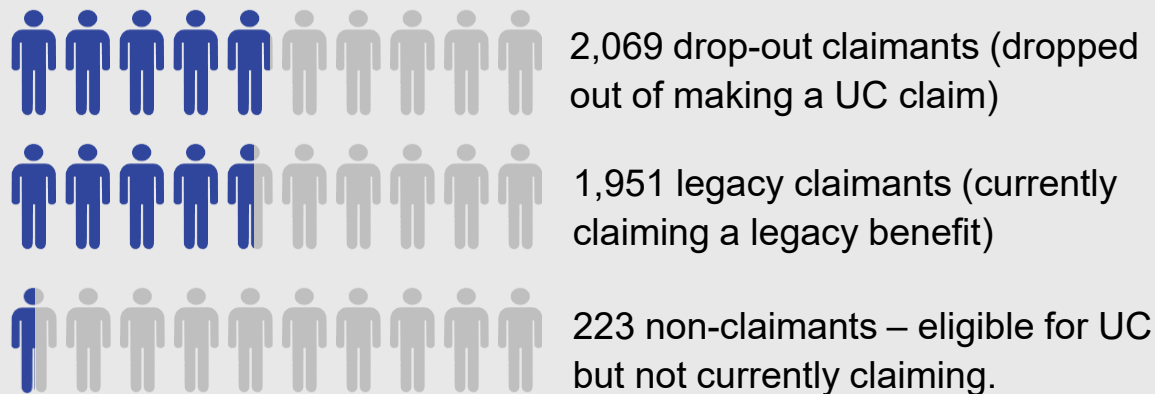 2,069 drop-out claimants (dropped
out of making a UC claim)
1,951 legacy claimants (currently
claiming a legacy benefit)
223 non-claimants – eligible for UC
but not currently claiming.